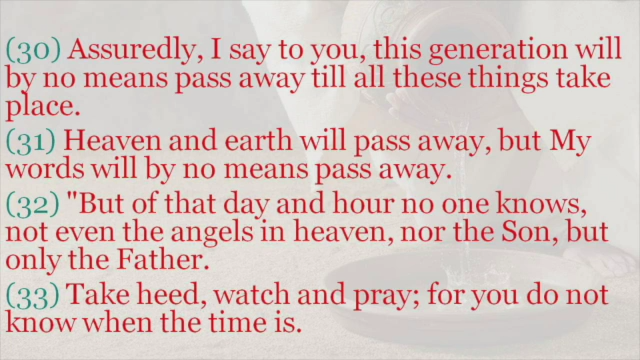 (30) Assuredly, I say to you, this generation will
by no means pass away till all these things take
place.
(31) Heaven and earth will pass away, but My
words will by no means pass away.
(32) "But of that day and hour no one knows,
not even the angels in heaven, nor the Son, but
only the Father.
(33) Take heed, watch and pray; for you do not
know when the time is.